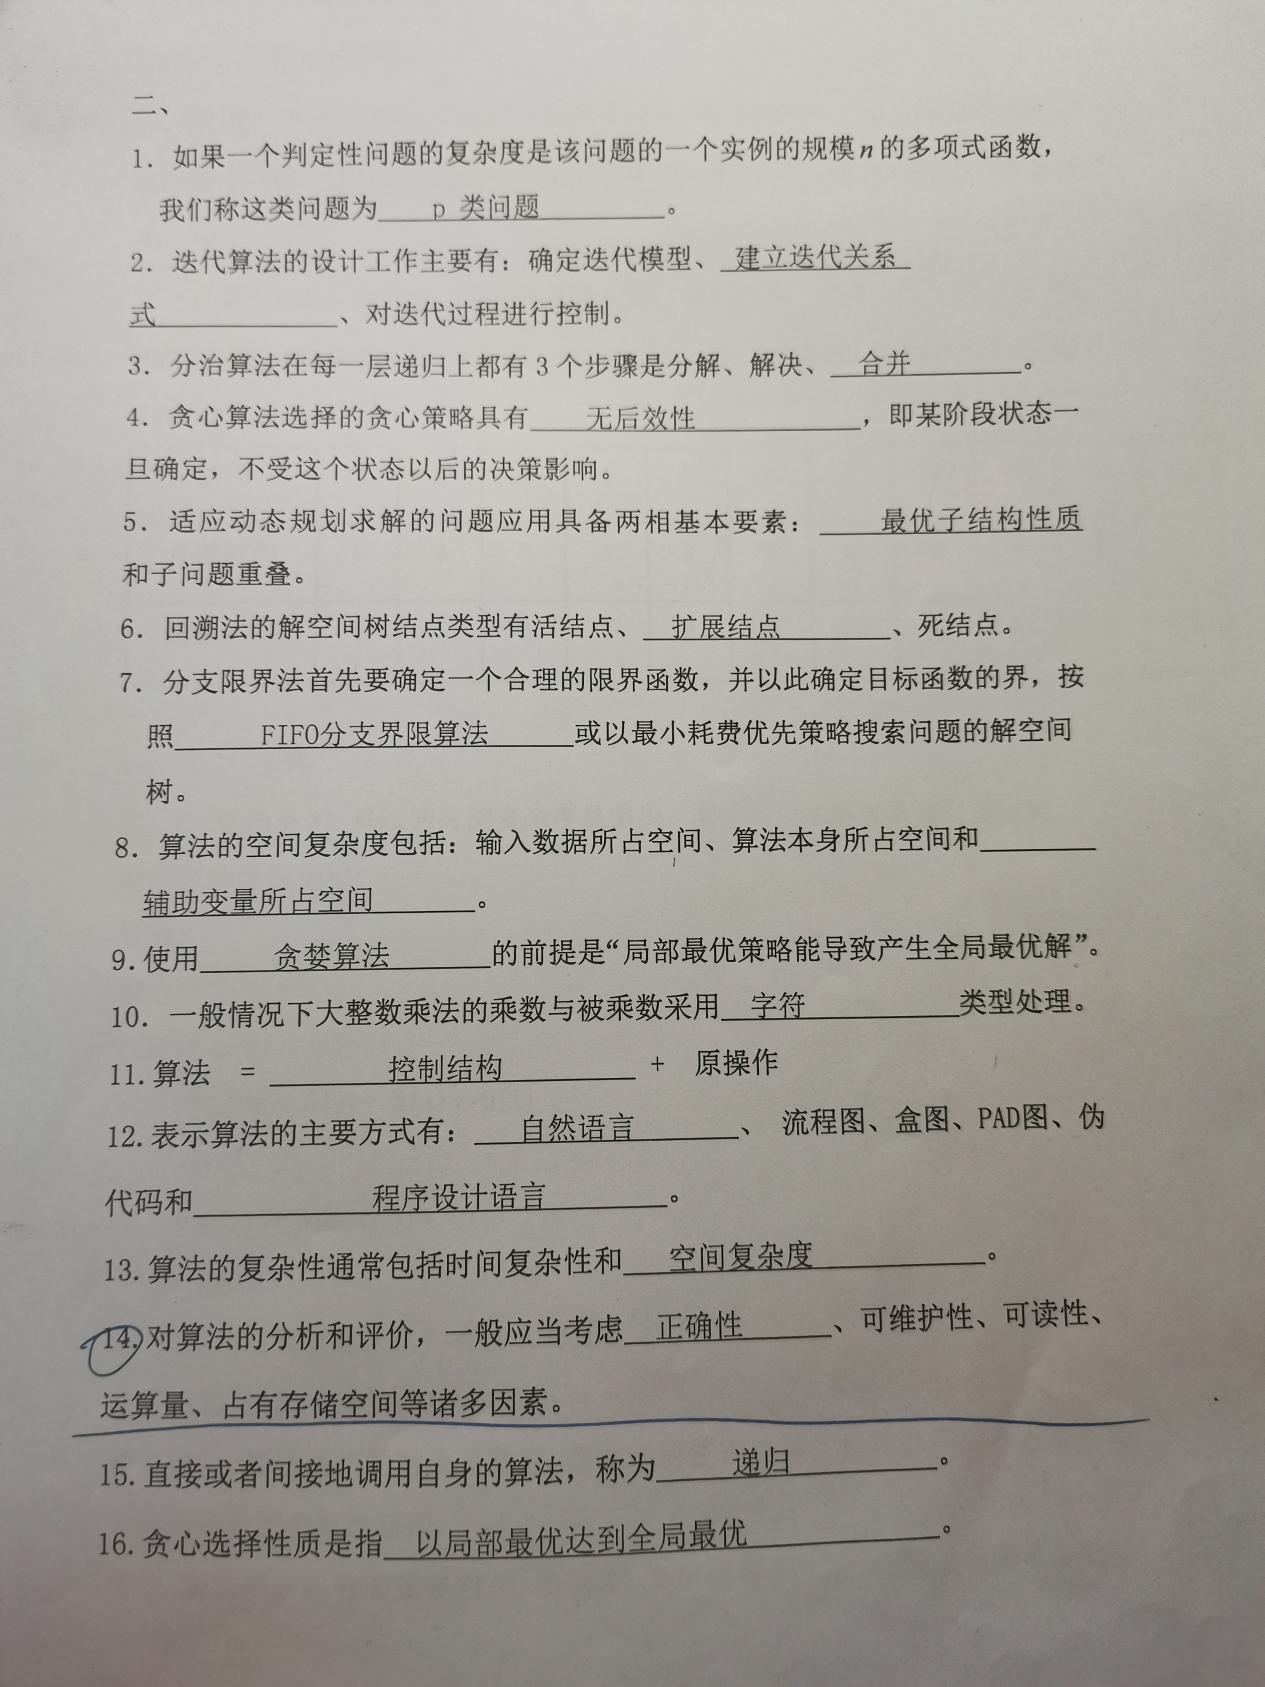 二、
1. 如果一个判定性问题的复杂度是该问题的一个实例的规模n的多项式函数，
我们称这类问题为 p 类问题 。
2. 迭代算法的设计工作主要有：确定迭代模型、 建立迭代关系
式 、对迭代过程进行控制。
3. 分治算法在每一层递归上都有3个步骤是分解、解决、 合并 。
4. 贪心算法选择的贪心策略具有 无后效性 ，即某阶段状态一
旦确定，不受这个状态以后的决策影响。
5. 适应动态规划求解的问题应用具备两相基本要素： 最优子结构性质
和子问题重叠。
6. 回溯法的解空间树结点类型有活结点、 扩展结点 、死结点。
7. 分支限界法首先要确定一个合理的限界函数，并以此确定目标函数的界，按
照 FIFO分支界限算法 或以最小耗费优先策略搜索问题的解空间
树。
8. 算法的空间复杂度包括：输入数据所占空间、算法本身所占空间和
辅助变量所占空间 。
9.使用 贪婪算法 的前提是“局部最优策略能导致产生全局最优解”。
10. 一般情况下大整数乘法的乘数与被乘数采用 字符 类型处理。
11.算法 = 控制结构 + 原操作
12.表示算法的主要方式有： 自然语言 、 流程图、盒图、PAD图、伪
代码和 程序设计语言 。
13.算法的复杂性通常包括时间复杂性和 空间复杂度 。
14.对算法的分析和评价，一般应当考虑 正确性 、可维护性、可读性、
运算量、占有存储空间等诸多因素。
15.直接或者间接地调用自身的算法，称为 递归 。
16.贪心选择性质是指 以局部最优达到全局最优 。